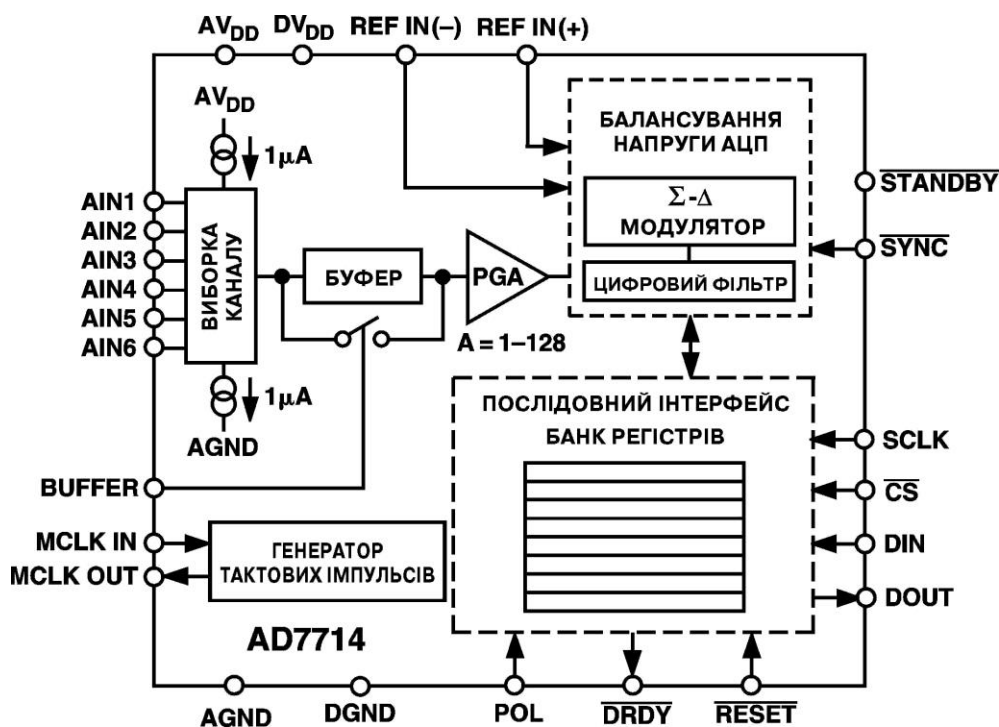 AVDD DVDD REF IN(–) REF IN(+)
AVDD
1μA
AIN1
AIN2
AIN3
AIN4
AIN5
AIN6
ВИБОРКА
КАНАЛУ
1μA
AGND
БУФЕР
PGA
A = 1–128
БАЛАНСУВАННЯ
НАПРУГИ АЦП
Σ-Δ
МОДУЛЯТОР
ЦИФРОВИЙ ФІЛЬТР
STANDBY
SYNC
ПОСЛІДОВНИЙ ІНТЕРФЕЙС
БАНК РЕГІСТРІВ
SCLK
CS
DIN
DOUT
BUFFER
MCLK IN
MCLK OUT
ГЕНЕРАТОР
ТАКТОВИХ ІМПУЛЬСІВ
AD7714
AGND DGND POL DRDY RESET